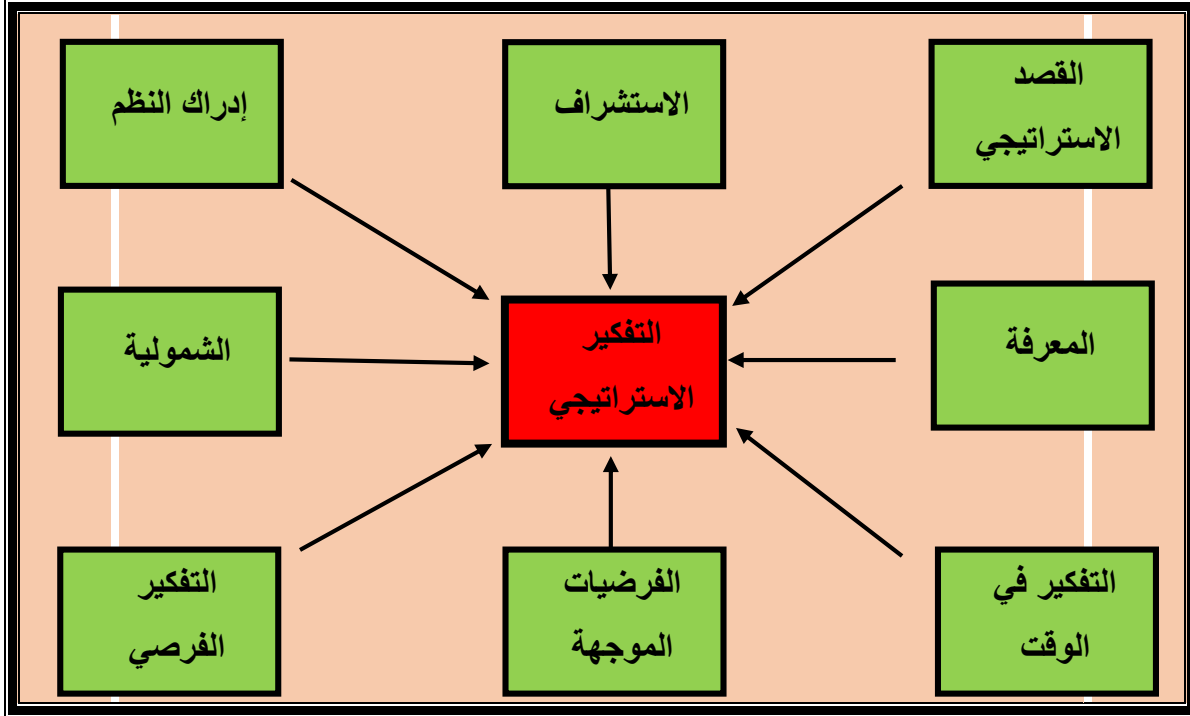 القصد
الاستراتيجي
الاستشراف
إدراك النظم
المعرفة
التفكير
الاستراتيجي
الشمولية
التفكير في
الوقت
الفرضيات
الموجهة
التفكير
الفرصي